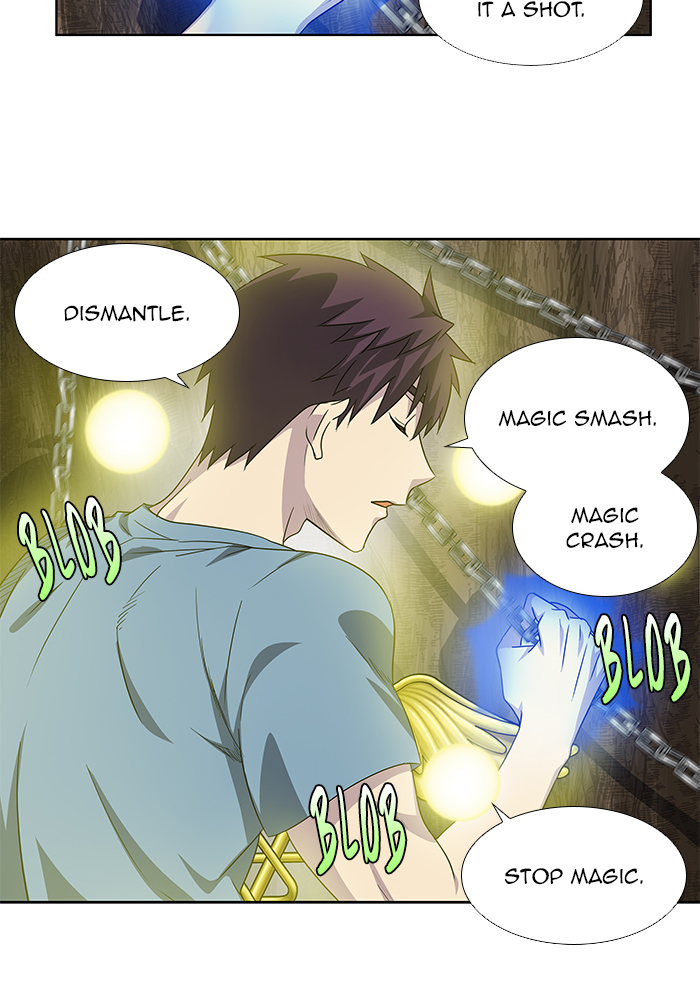 IT A SHOT.
DISMANTLE.
MAGIC SMASH.
MAGIC
CRASH.
BLOB
BLOB
BLOB
STOP MAGIC.